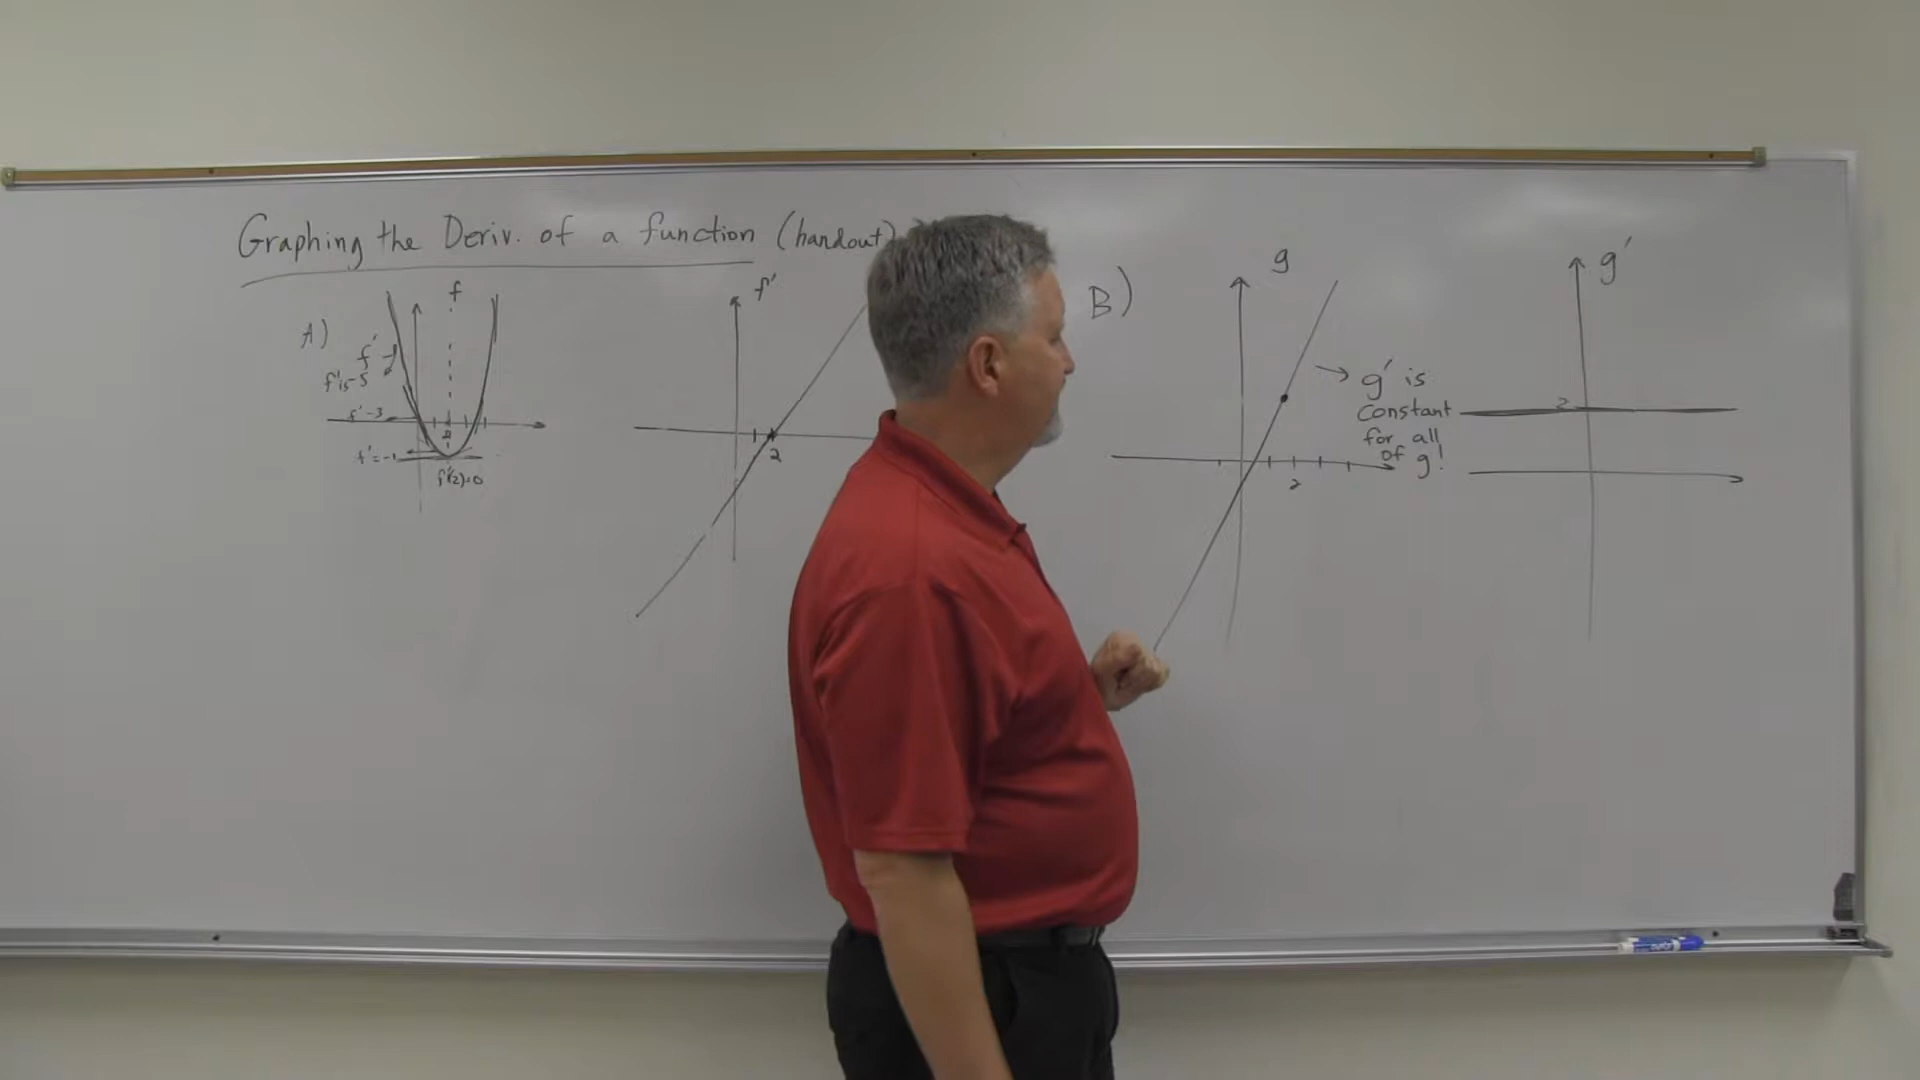 Graphing the Deriv. of a function (handout)
A)
f
f'
f' is -5
f' -3
f' = -1
2
f'(2)=0
f'
2
B)
g
2
g' is
constant
for all
of g!
g'
2